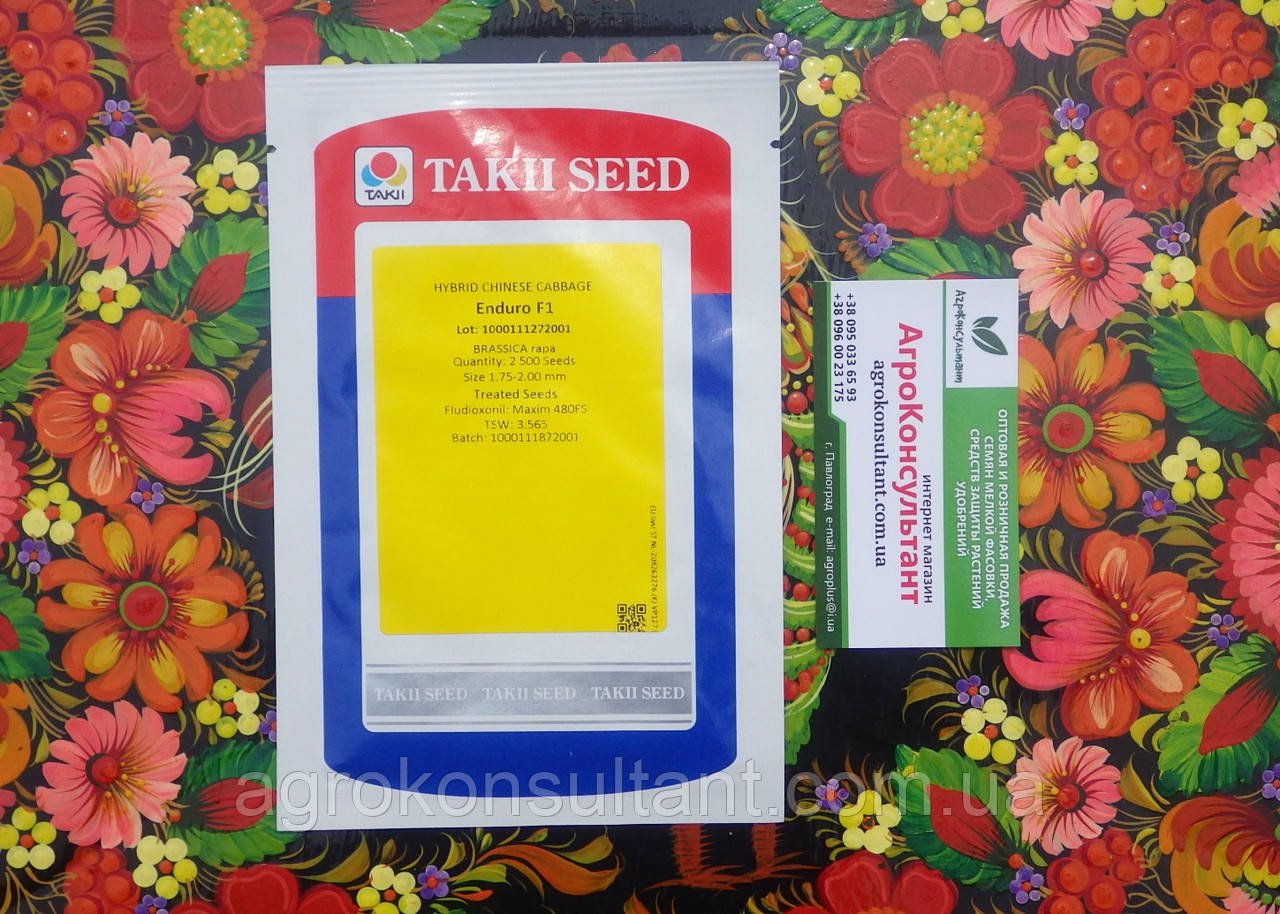 TAKII
TAKII SEED
HYBRID CHINESE CABBAGE
Enduro F1
Lot: 1000111272001
BRASSICA rapa
Quantity: 2 500 Seeds
Size 1.75-2.00 mm
Treated Seeds
Fludioxonil: Maxim 480FS
TSW: 3.565
Batch: 1000111872001
TAKII SEED TAKII SEED TAKII SEED
АгроКонсультант
ОПТОВАЯ И РОЗНИЧНАЯ ПРОДАЖА
СЕМЯН МЕЛКОЙ ФАСОВКИ,
СРЕДСТВ ЗАЩИТЫ РАСТЕНИЙ
УДОБРЕНИЙ
интернет магазин
АгроКонсультант
agrokonsultant.com.ua
+38 095 033 65 93
+38 096 00 23 175
г. Павлоград e-mail: agroplus@i.ua
agrokonsultant.com.ua